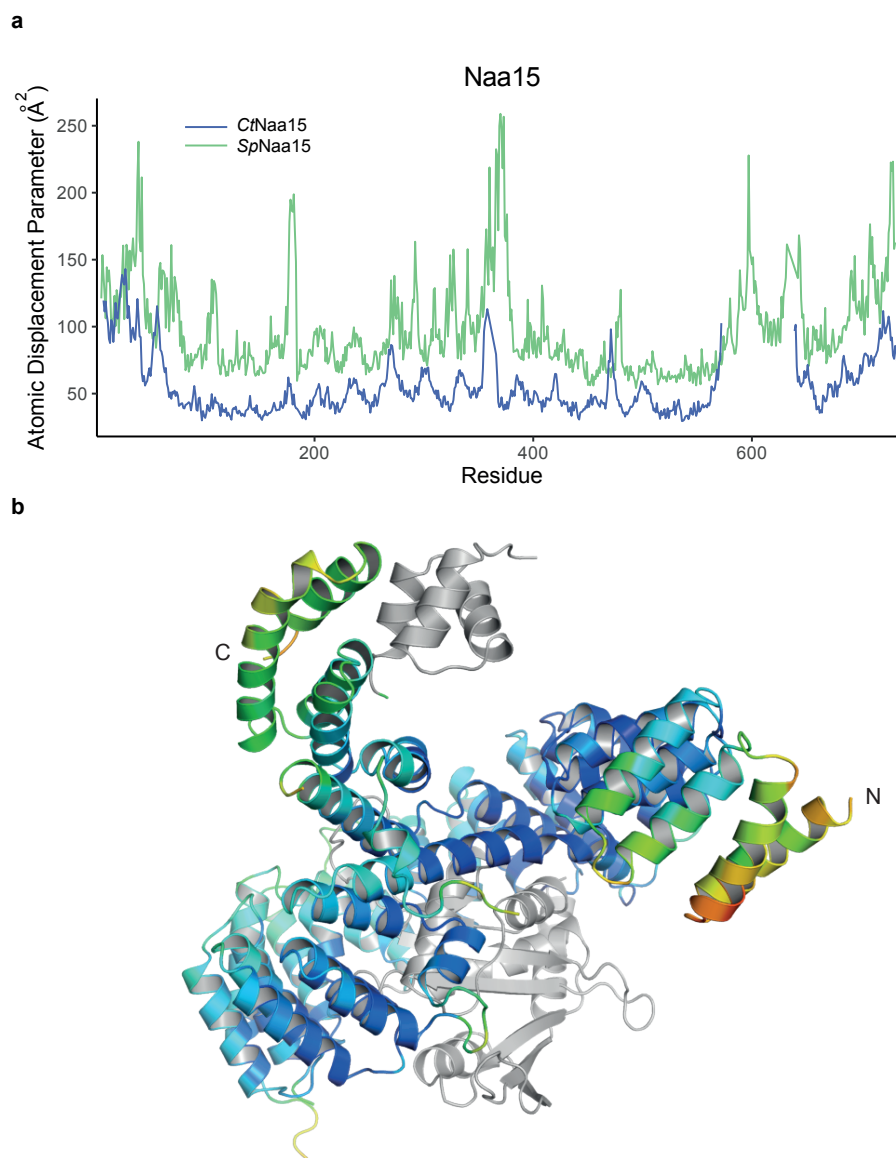 a
Naa15
Atomic Displacement Parameter (Å²)
250
200
150
100
50
CtNaa15
SpNaa15
200
400
600
Residue
b
C
N